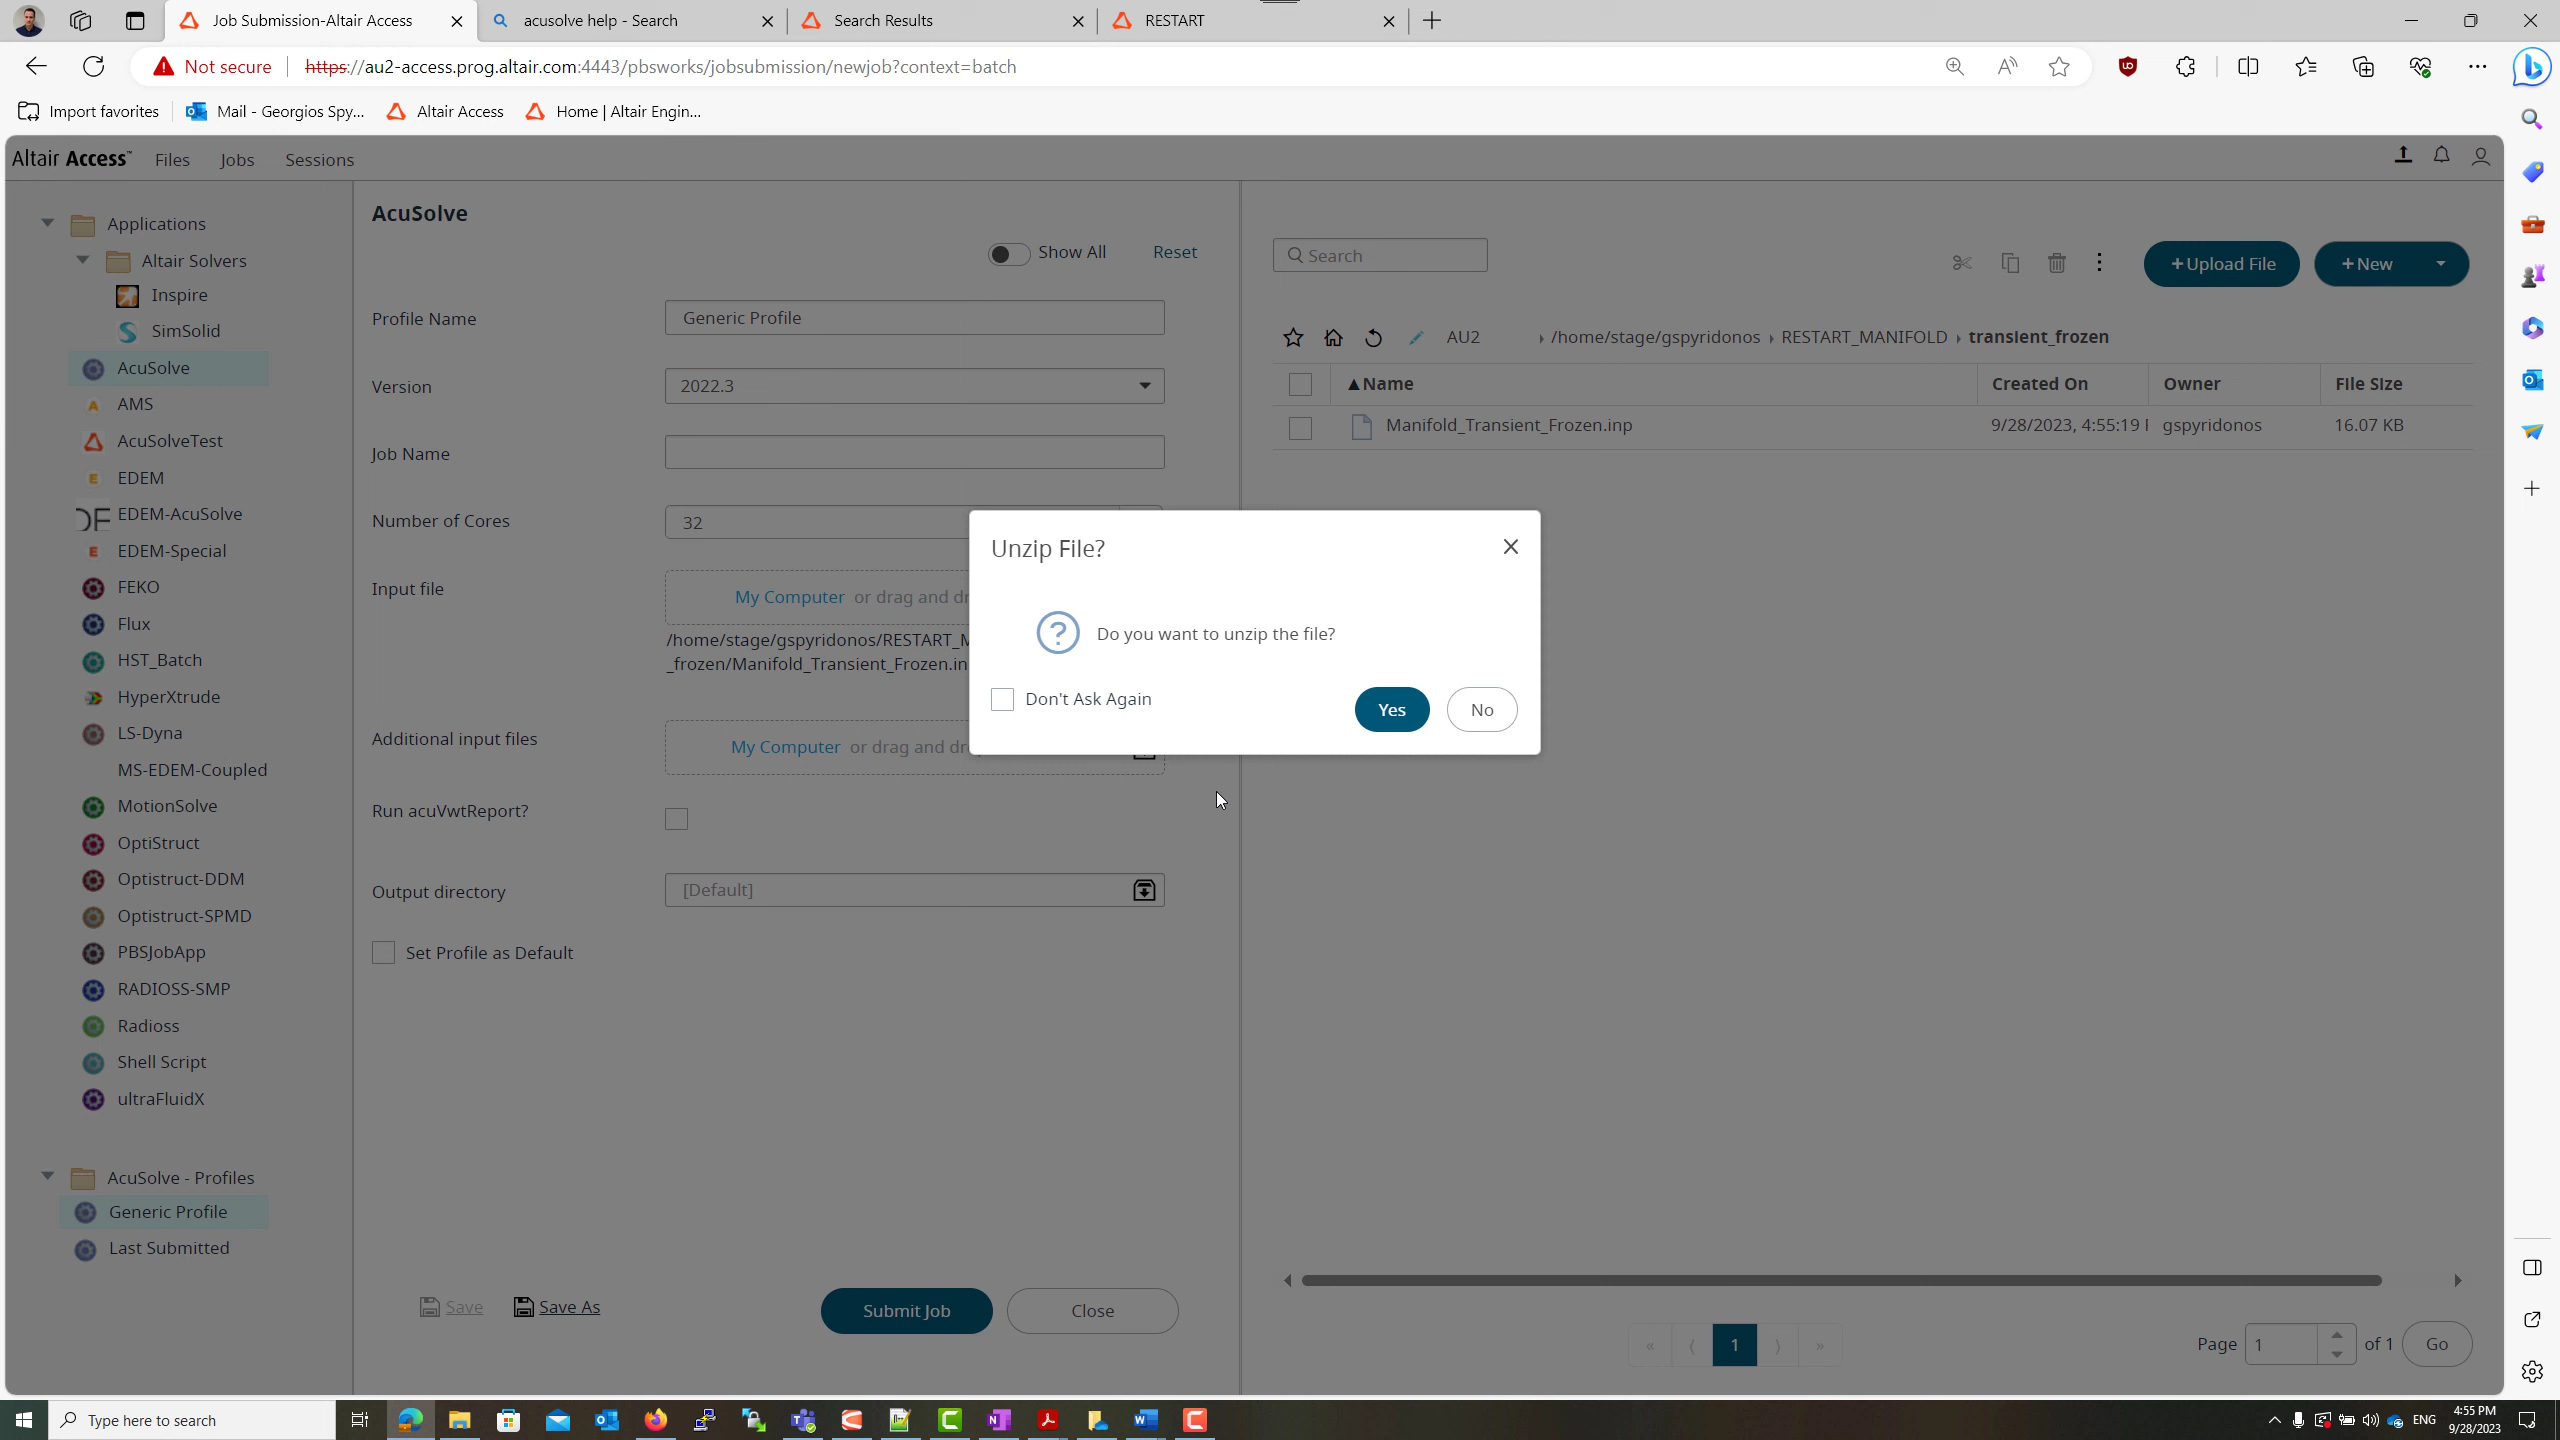 Job Submission-Altair Access
acusolve help - Search
Search Results
RESTART
Not secure
https://au2-access.prog.altair.com:4443/pbsworks/jobsubmission/newjob?context=batch
Import favorites
Mail - Georgios Spy...
Altair Access
Home | Altair Engin...
Altair Access™
Files
Jobs
Sessions
Applications
Altair Solvers
Inspire
SimSolid
AcuSolve
AMS
AcuSolveTest
EDEM
EDEM-AcuSolve
EDEM-Special
FEKO
Flux
HST_Batch
HyperXtrude
LS-Dyna
MS-EDEM-Coupled
MotionSolve
OptiStruct
Optistruct-DDM
Optistruct-SPMD
PBSJobApp
RADIOSS-SMP
Radioss
Shell Script
ultraFluidX
AcuSolve - Profiles
Generic Profile
Last Submitted
AcuSolve
Show All
Reset
Profile Name
Generic Profile
Version
2022.3
Job Name
Number of Cores
32
Input file
My Computer or drag and dr
/home/stage/gspyridonos/RESTART_M
_frozen/Manifold_Transient_Frozen.in
Additional input files
My Computer or drag and dr
Run acuVwtReport?
Output directory
[Default]
Set Profile as Default
Save
Save As
Submit Job
Close
Search
+Upload File
+New
AU2
/home/stage/gspyridonos
RESTART_MANIFOLD
transient_frozen
Name
Created On
Owner
File Size
Manifold_Transient_Frozen.inp
9/28/2023, 4:55:19
gspyridonos
16.07 KB
Unzip File?
Do you want to unzip the file?
Don't Ask Again
Yes
No
1
Page
1
of 1
Go
Type here to search
ENG
4:55 PM
9/28/2023